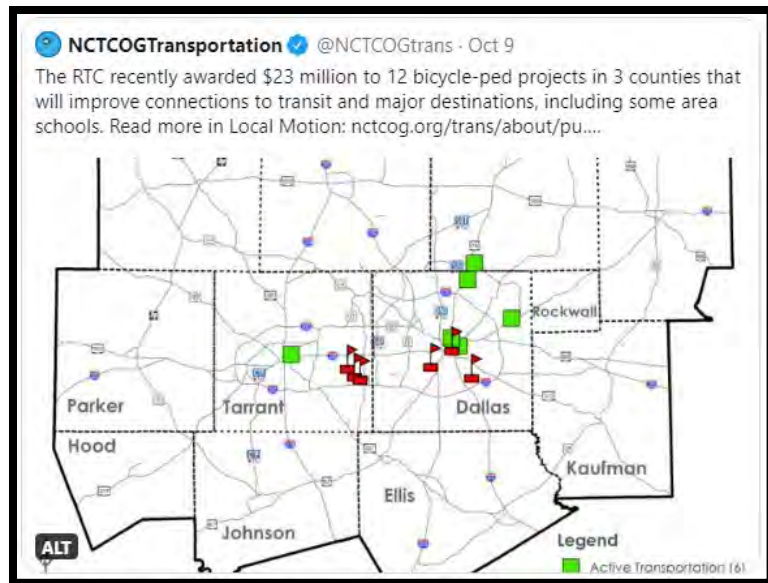 NCTCOGTransportation @NCTCOGtrans · Oct 9
The RTC recently awarded $23 million to 12 bicycle-ped projects in 3 counties that
will improve connections to transit and major destinations, including some area
schools. Read more in Local Motion: nctcog.org/trans/about/pu....
Rockwall
Parker
Tarrant
Dallas
Hood
Kaufman
Ellis
Johnson
Legend
ALT
Active Transportation (6)